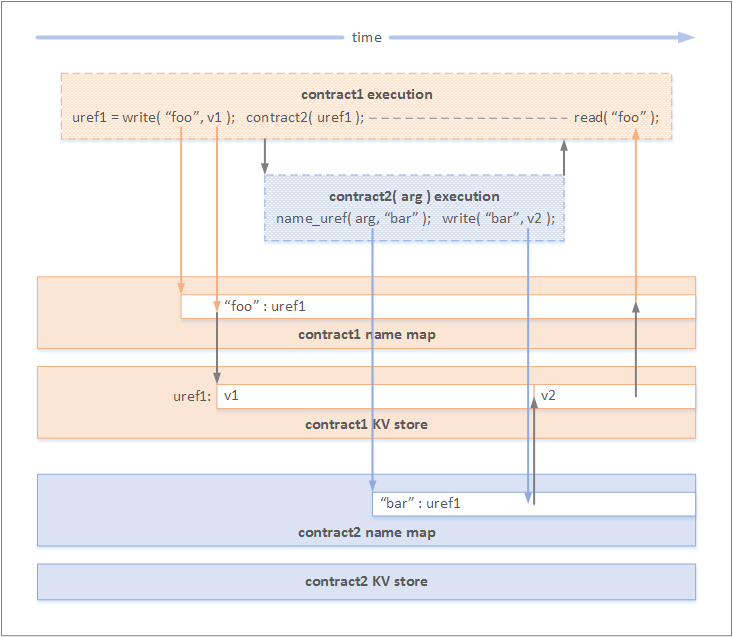 time
contract1 execution
uref1 = write( “foo”, v1 );   contract2( uref1 ); – – – – – – – – – – – – – – – – – read( “foo” );
contract2( arg ) execution
name_uref( arg, “bar” );   write( “bar”, v2 );
“foo” : uref1
contract1 name map
uref1: v1 v2
contract1 KV store
“bar” : uref1
contract2 name map
contract2 KV store